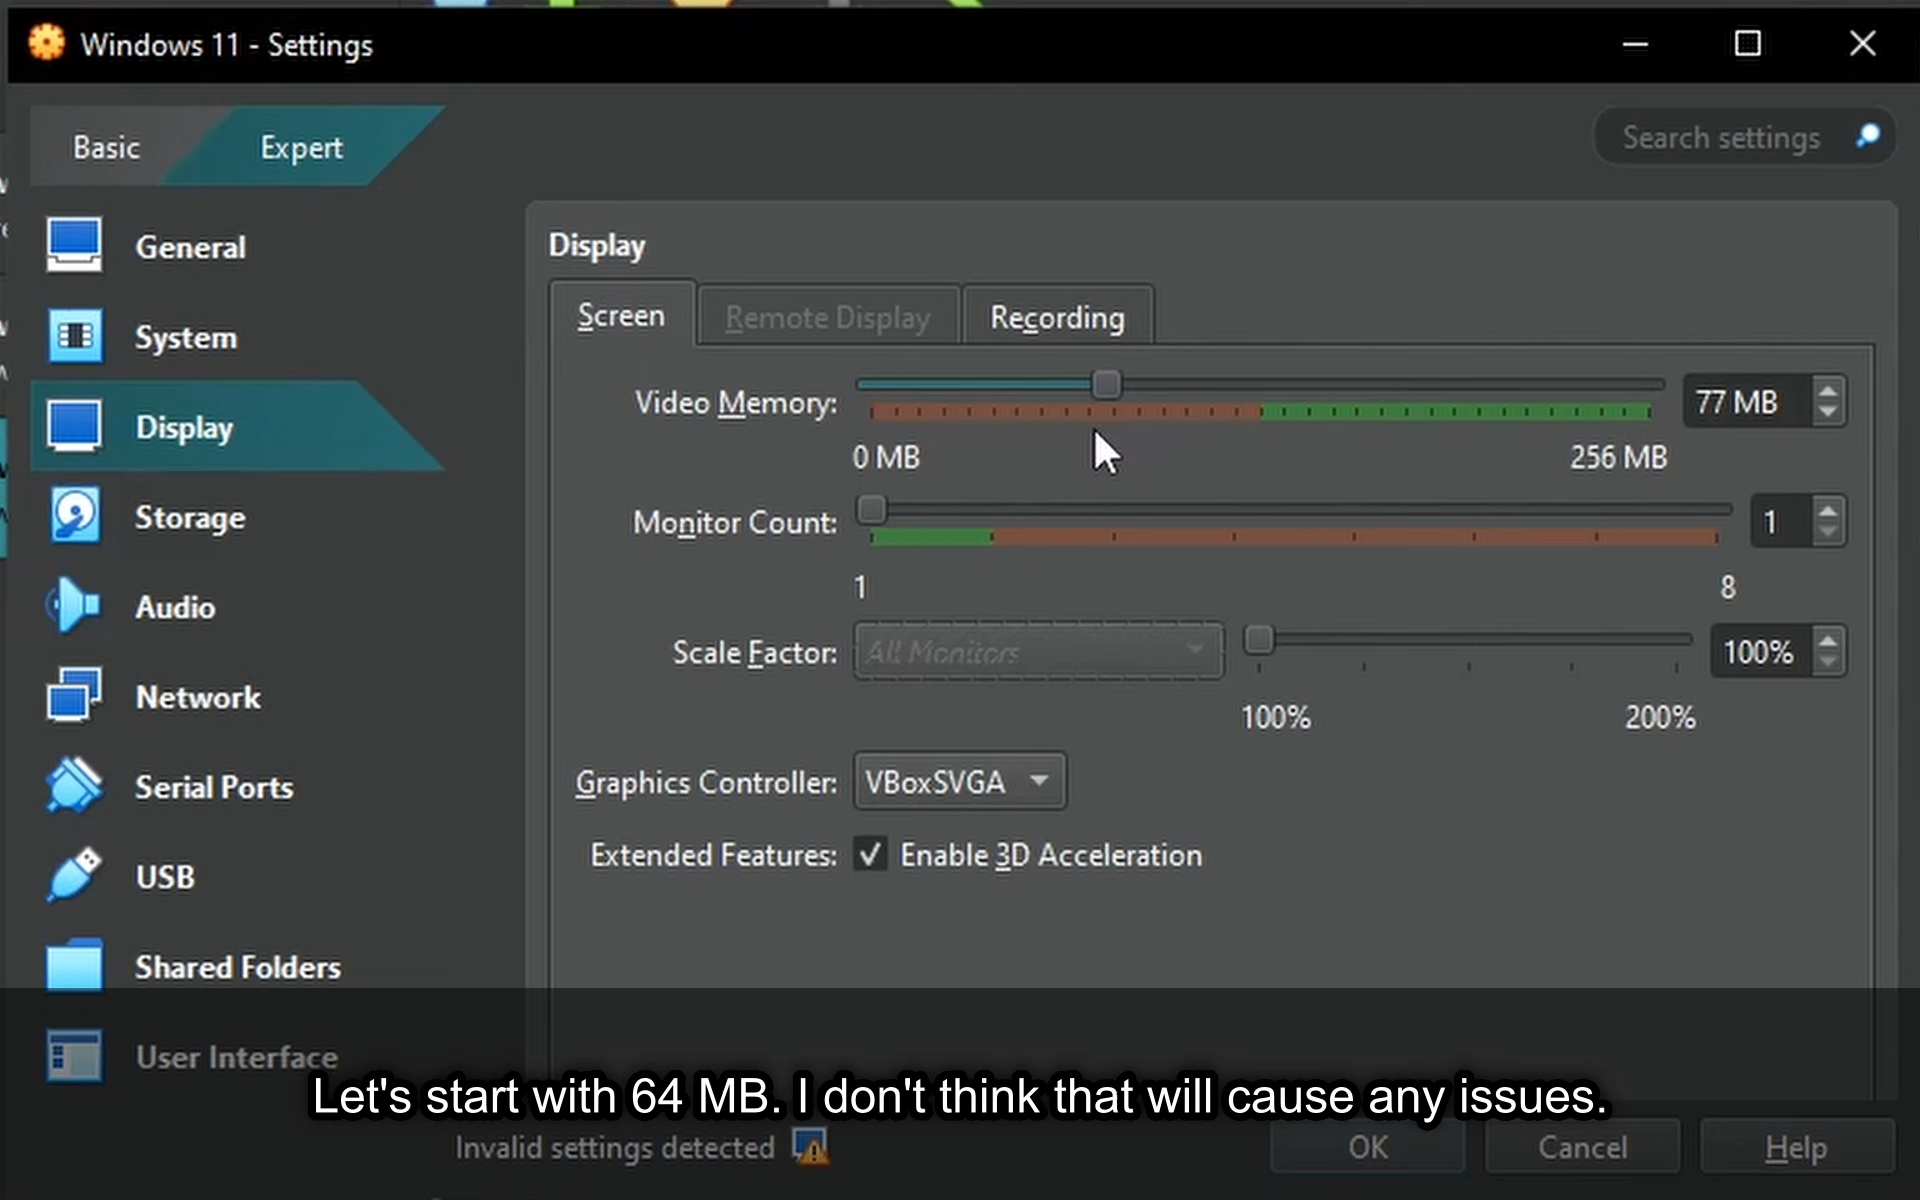 Windows 11 - Settings
Basic
Expert
Search settings
General
System
Display
Storage
Audio
Network
Serial Ports
USB
Shared Folders
User Interface
Display
Screen
Remote Display
Recording
Video Memory:
77 MB
0 MB
256 MB
Monitor Count:
1
1
8
Scale Factor:
All Monitors
100%
100%
200%
Graphics Controller:
VBoxSVGA
Extended Features:
Enable 3D Acceleration
Let's start with 64 MB. I don't think that will cause any issues.
Invalid settings detected
OK
Cancel
Help